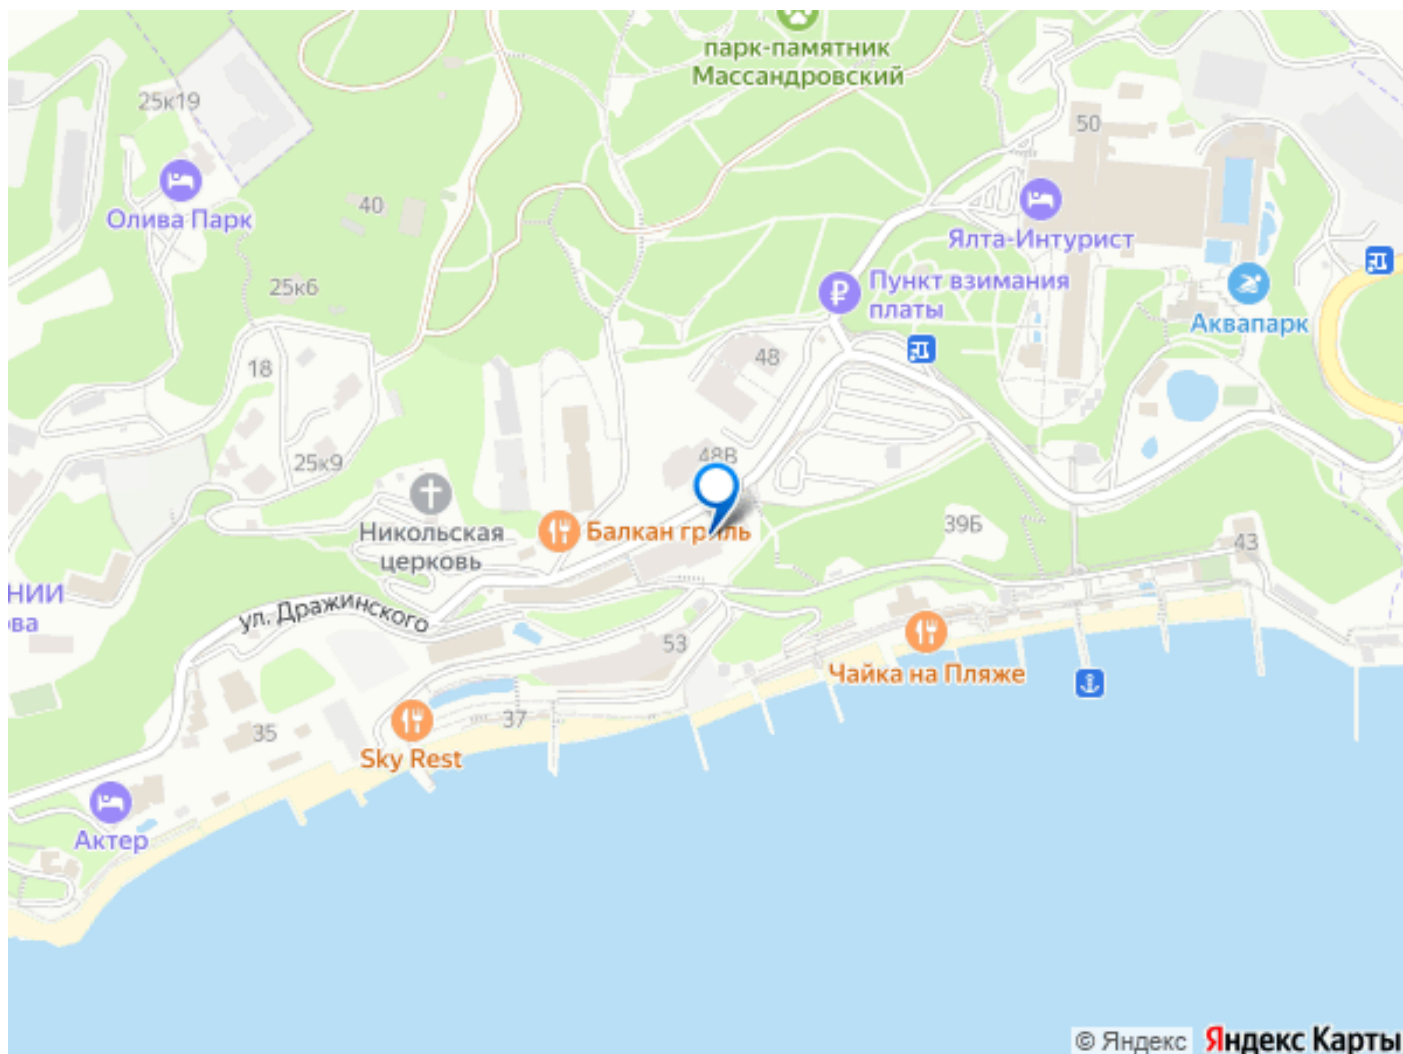 парк-памятник
Массандровский
25к19
50
Олива Парк
40
Ялта-Интурист
25к6
Пункт взимания
платы
Аквапарк
18
48
25к9
48В
Никольская
церковь
Балкан гриль
39Б
43
НИИ
ова
ул. Дражинского
53
Чайка на Пляже
35
37
Sky Rest
Актер
© Яндекс Яндекс Карты